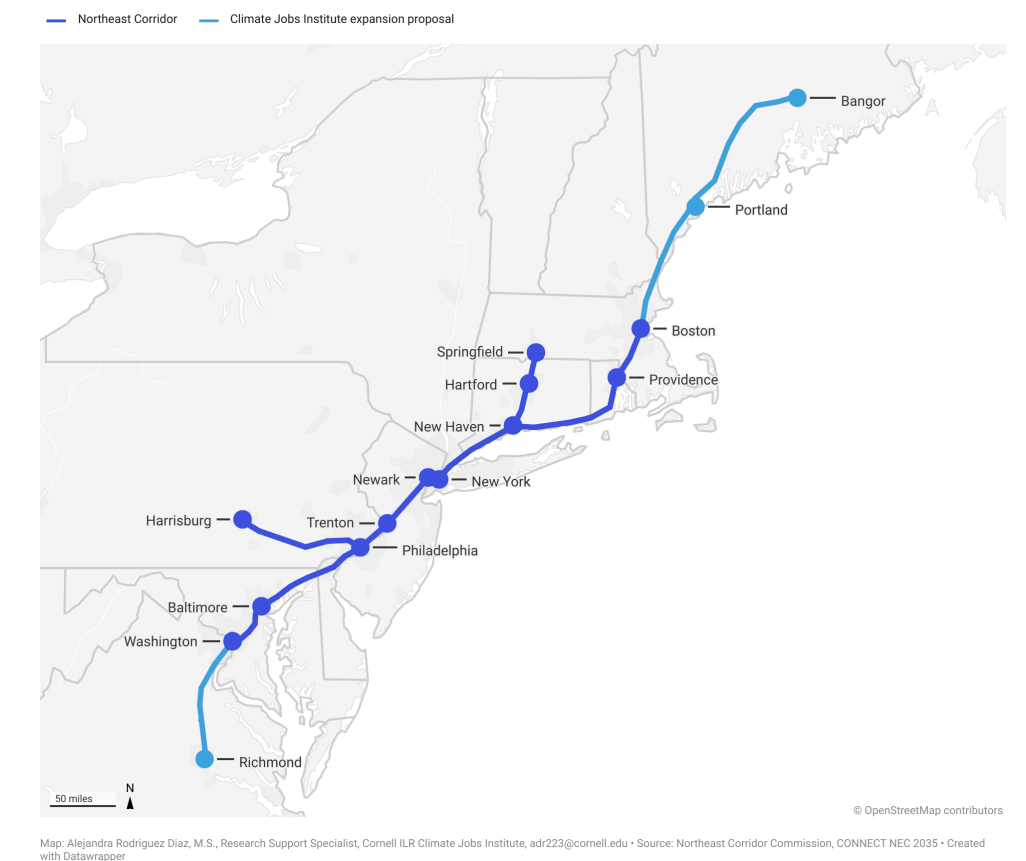 Northeast Corridor
Climate Jobs Institute expansion proposal
Bangor
Portland
Boston
Springfield
Providence
Hartford
New Haven
Newark
New York
Harrisburg
Trenton
Philadelphia
Baltimore
Washington
Richmond
N
50 miles
© OpenStreetMap contributors
Map: Alejandra Rodriguez Diaz, M.S., Research Support Specialist, Cornell ILR Climate Jobs Institute, adr223@cornell.edu • Source: Northeast Corridor Commission, CONNECT NEC 2035 • Created
with Datawrapper